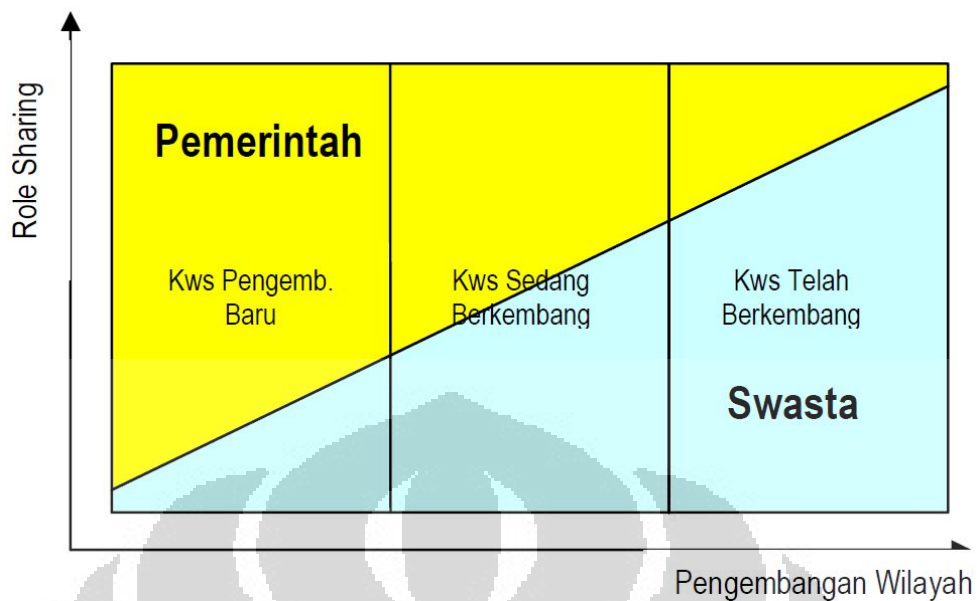 Role Sharing
Pemerintah
Kws Pengemb.
Baru
Kws Sedang
Berkembang
Kws Telah
Berkembang
Swasta
Pengembangan Wilayah